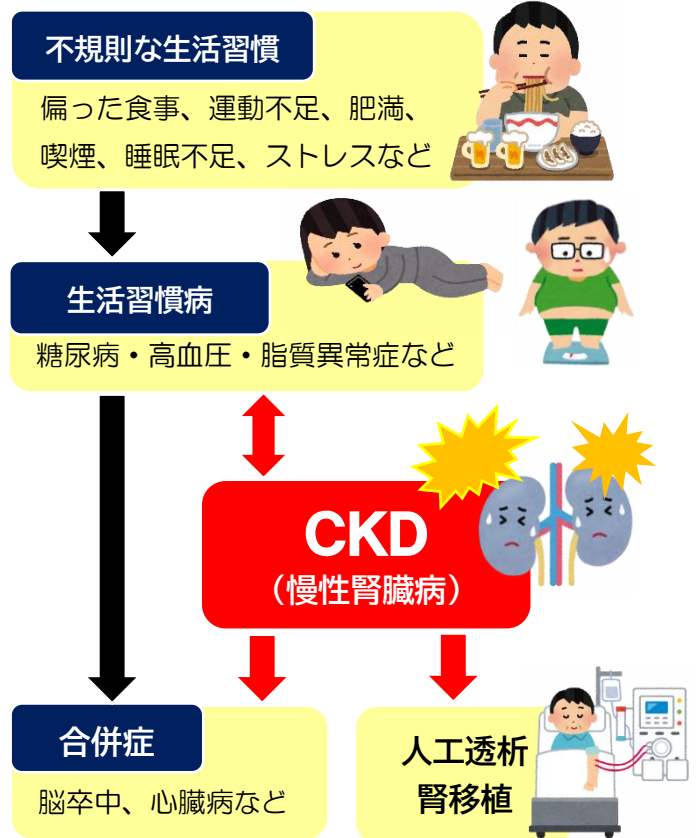 不規則な生活習慣
偏った食事、運動不足、肥満、
喫煙、睡眠不足、ストレスなど
生活習慣病
糖尿病・高血圧・脂質異常症など
CKD
（慢性腎臓病）
合併症
脳卒中、心臓病など
人工透析
腎移植